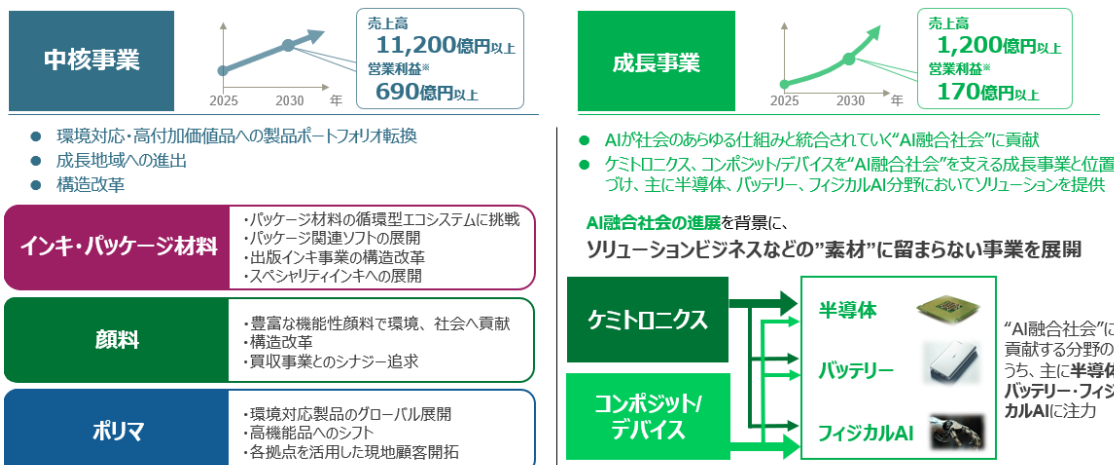 中核事業
売上高
11,200億円以上
営業利益※
690億円以上
2025 2030 年
● 環境対応・高付加価値品への製品ポートフォリオ転換
● 成長地域への進出
● 構造改革
インキ・パッケージ材料
・パッケージ材料の循環型エコシステムに挑戦
・パッケージ関連ソフトの展開
・出版インキ事業の構造改革
・スペシャリティインキへの展開
顔料
・豊富な機能性顔料で環境、社会へ貢献
・構造改革
・買収事業とのシナジー追求
ポリマ
・環境対応製品のグローバル展開
・高機能品へのシフト
・各拠点を活用した現地顧客開拓
成長事業
売上高
1,200億円以上
営業利益※
170億円以上
2025 2030 年
● AIが社会のあらゆる仕組みと統合されていく“AI融合社会”に貢献
● ケミトロニクス、コンポジット/デバイスを“AI融合社会”を支える成長事業と位置
づけ、主に半導体、バッテリー、フィジカルAI分野においてソリューションを提供
AI融合社会の進展を背景に、
ソリューションビジネスなどの”素材”に留まらない事業を展開
ケミトロニクス
コンポジット/
デバイス
半導体
バッテリー
フィジカルAI
“AI融合社会”に
貢献する分野の
うち、主に半導体
バッテリー・フィジ
カルAIに注力